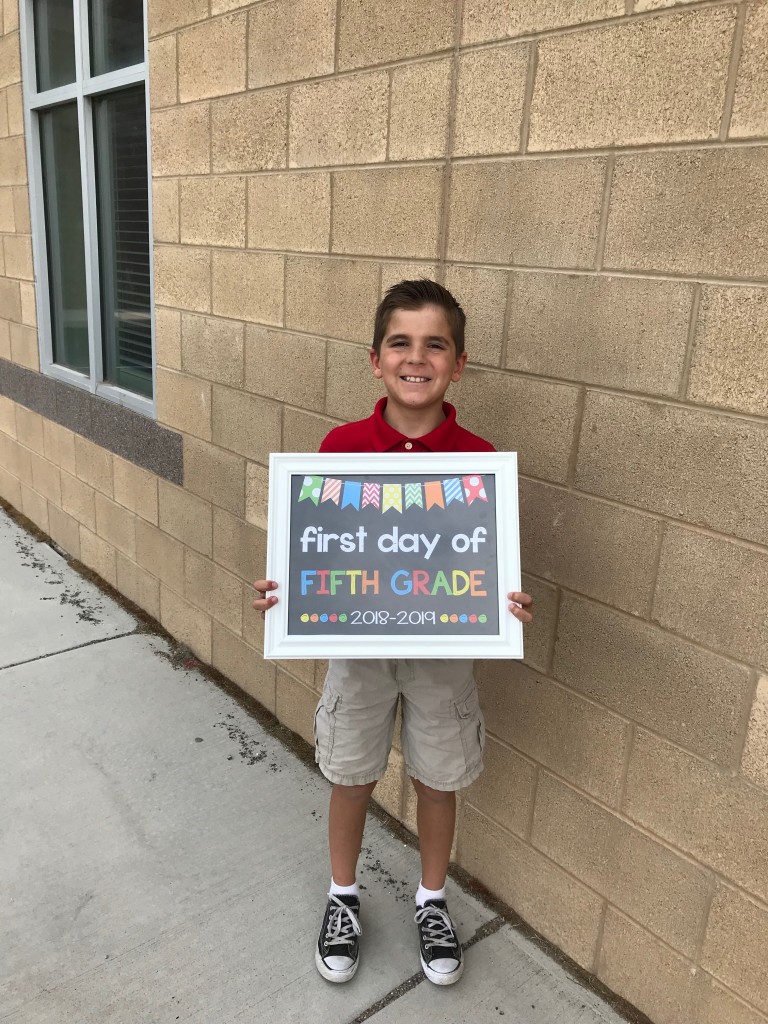 first day of
FIFTH GRADE
2018-2019